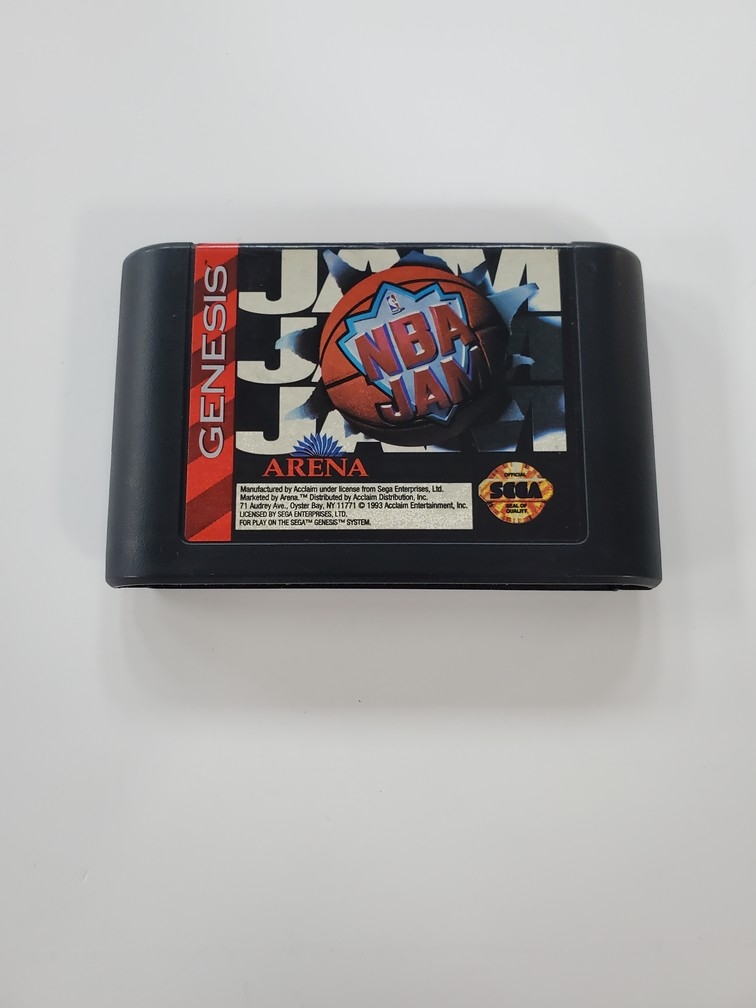 GENESIS™
JAM
JAM
JAM
NBA
JAM
ARENA
Manufactured by Acclaim under license from Sega Enterprises, Ltd.
Marketed by Arena.™ Distributed by Acclaim Distribution, Inc.
71 Audrey Ave., Oyster Bay, NY 11771 © 1993 Acclaim Entertainment, Inc.
LICENSED BY SEGA ENTERPRISES, LTD.
FOR PLAY ON THE SEGA™ GENESIS™ SYSTEM.
OFFICIAL
SEGA
SEAL OF
QUALITY